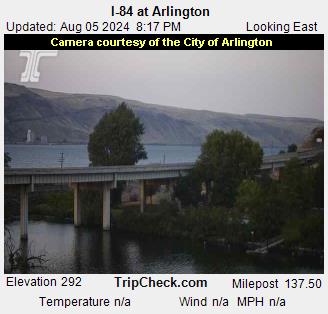 I-84 at Arlington
Updated: Aug 05 2024 8:17 PM Looking East
Camera courtesy of the City of Arlington
Elevation 292 TripCheck.com Milepost 137.50
Temperature n/a Wind n/a MPH n/a